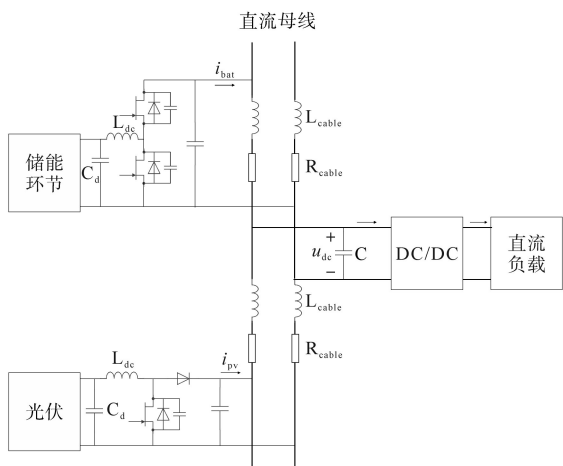 直流母线
i_bat
L_dc
L_cable
储能
环节
C_d
R_cable
+
u_dc
−
C
DC/DC
直流
负载
L_cable
L_dc
i_pv
R_cable
光伏
C_d